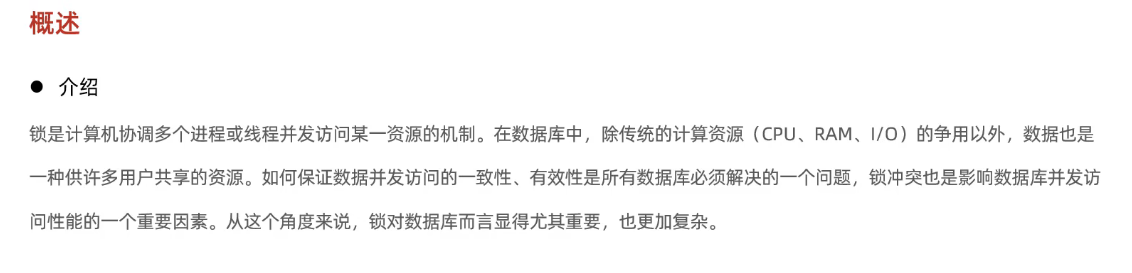 概述
● 介绍
锁是计算机协调多个进程或线程并发访问某一资源的机制。在数据库中，除传统的计算资源（CPU、RAM、I/O）的争用以外，数据也是
一种供许多用户共享的资源。如何保证数据并发访问的一致性、有效性是所有数据库必须解决的一个问题，锁冲突也是影响数据库并发访
问性能的一个重要因素。从这个角度来说，锁对数据库而言显得尤其重要，也更加复杂。